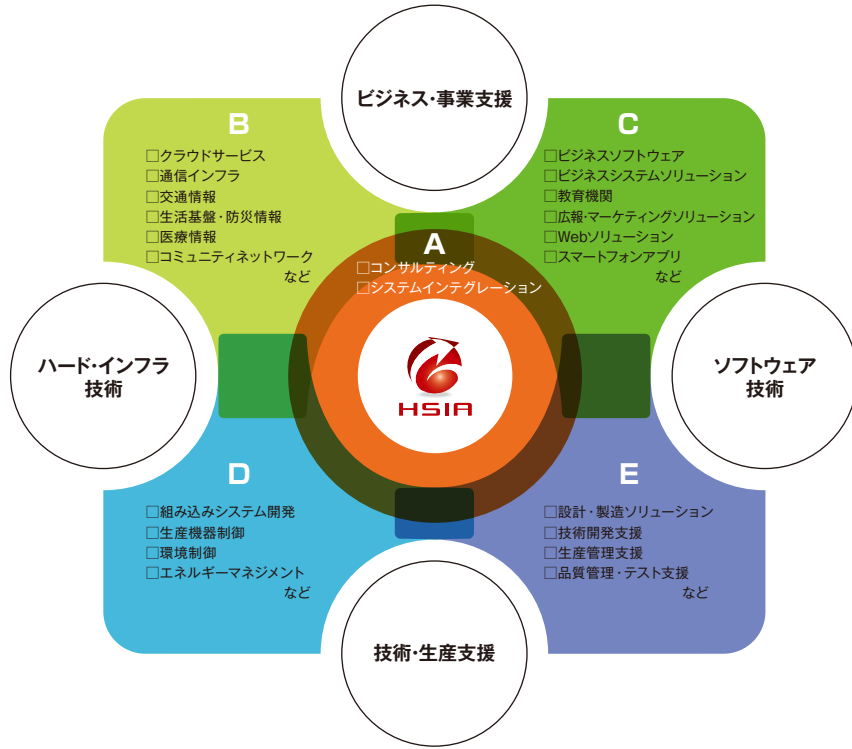 ビジネス・事業支援
B
□クラウドサービス
□通信インフラ
□交通情報
□生活基盤・防災情報
□医療情報
□コミュニティネットワーク
など
C
□ビジネスソフトウェア
□ビジネスシステムソリューション
□教育機関
□広報・マーケティングソリューション
□Webソリューション
□スマートフォンアプリ
など
A
□コンサルティング
□システムインテグレーション
ハード・インフラ
技術
HSIA
ソフトウェア
技術
D
□組み込みシステム開発
□生産機器制御
□環境制御
□エネルギーマネジメント
など
E
□設計・製造ソリューション
□技術開発支援
□生産管理支援
□品質管理・テスト支援
など
技術・生産支援